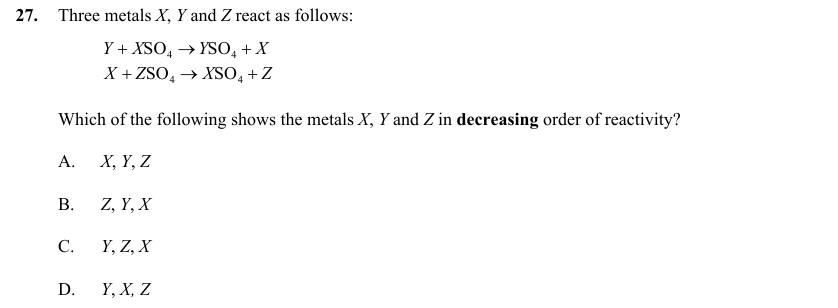 27. Three metals X, Y and Z react as follows:
Y + XSO₄ → YSO₄ + X
X + ZSO₄ → XSO₄ + Z
Which of the following shows the metals X, Y and Z in decreasing order of reactivity?
A. X, Y, Z
B. Z, Y, X
C. Y, Z, X
D. Y, X, Z